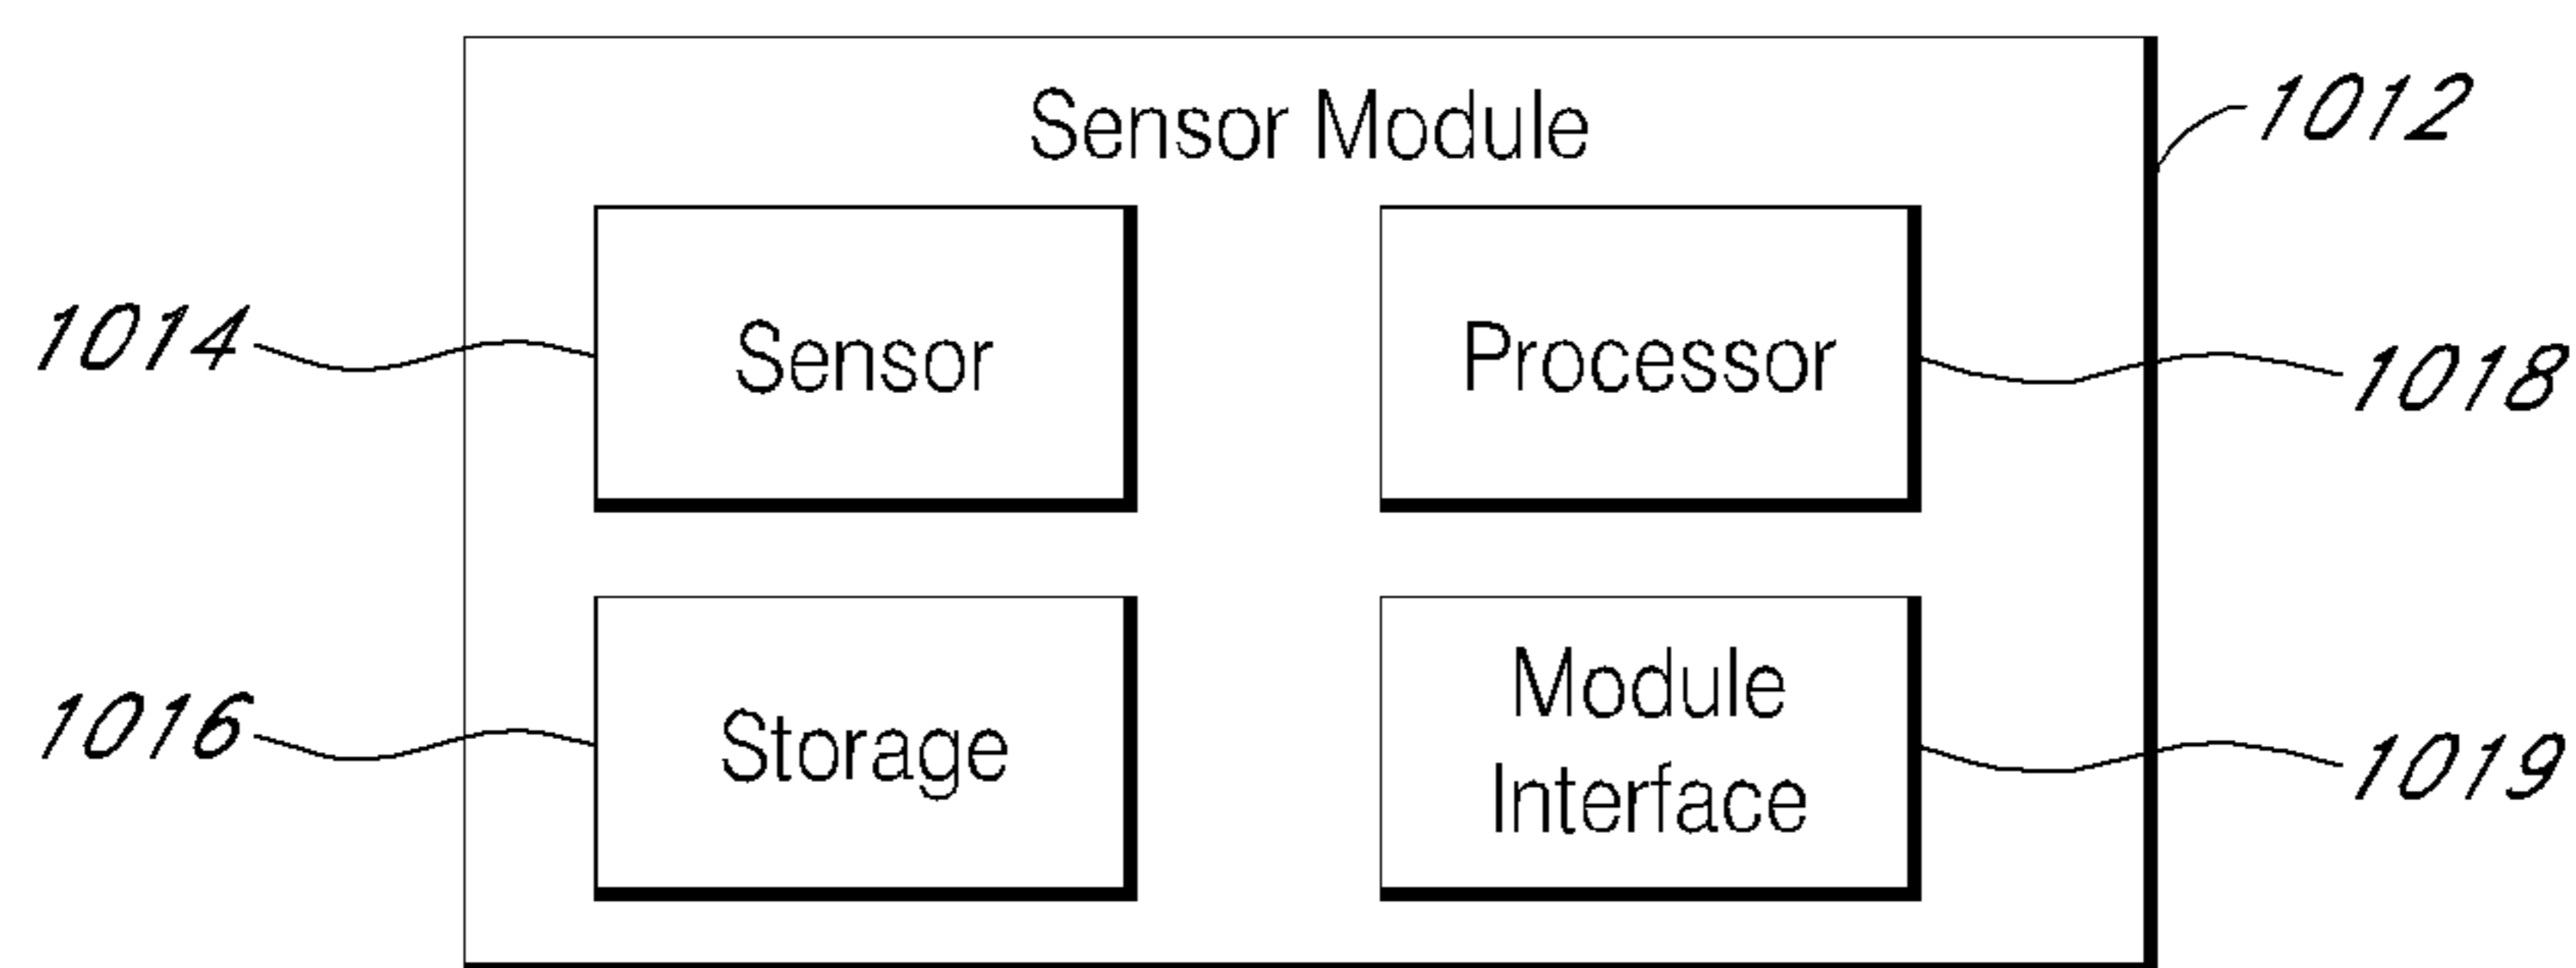 Sensor Module
1012
Sensor
Processor
1014
1018
Storage
Module
Interface
1016
1019